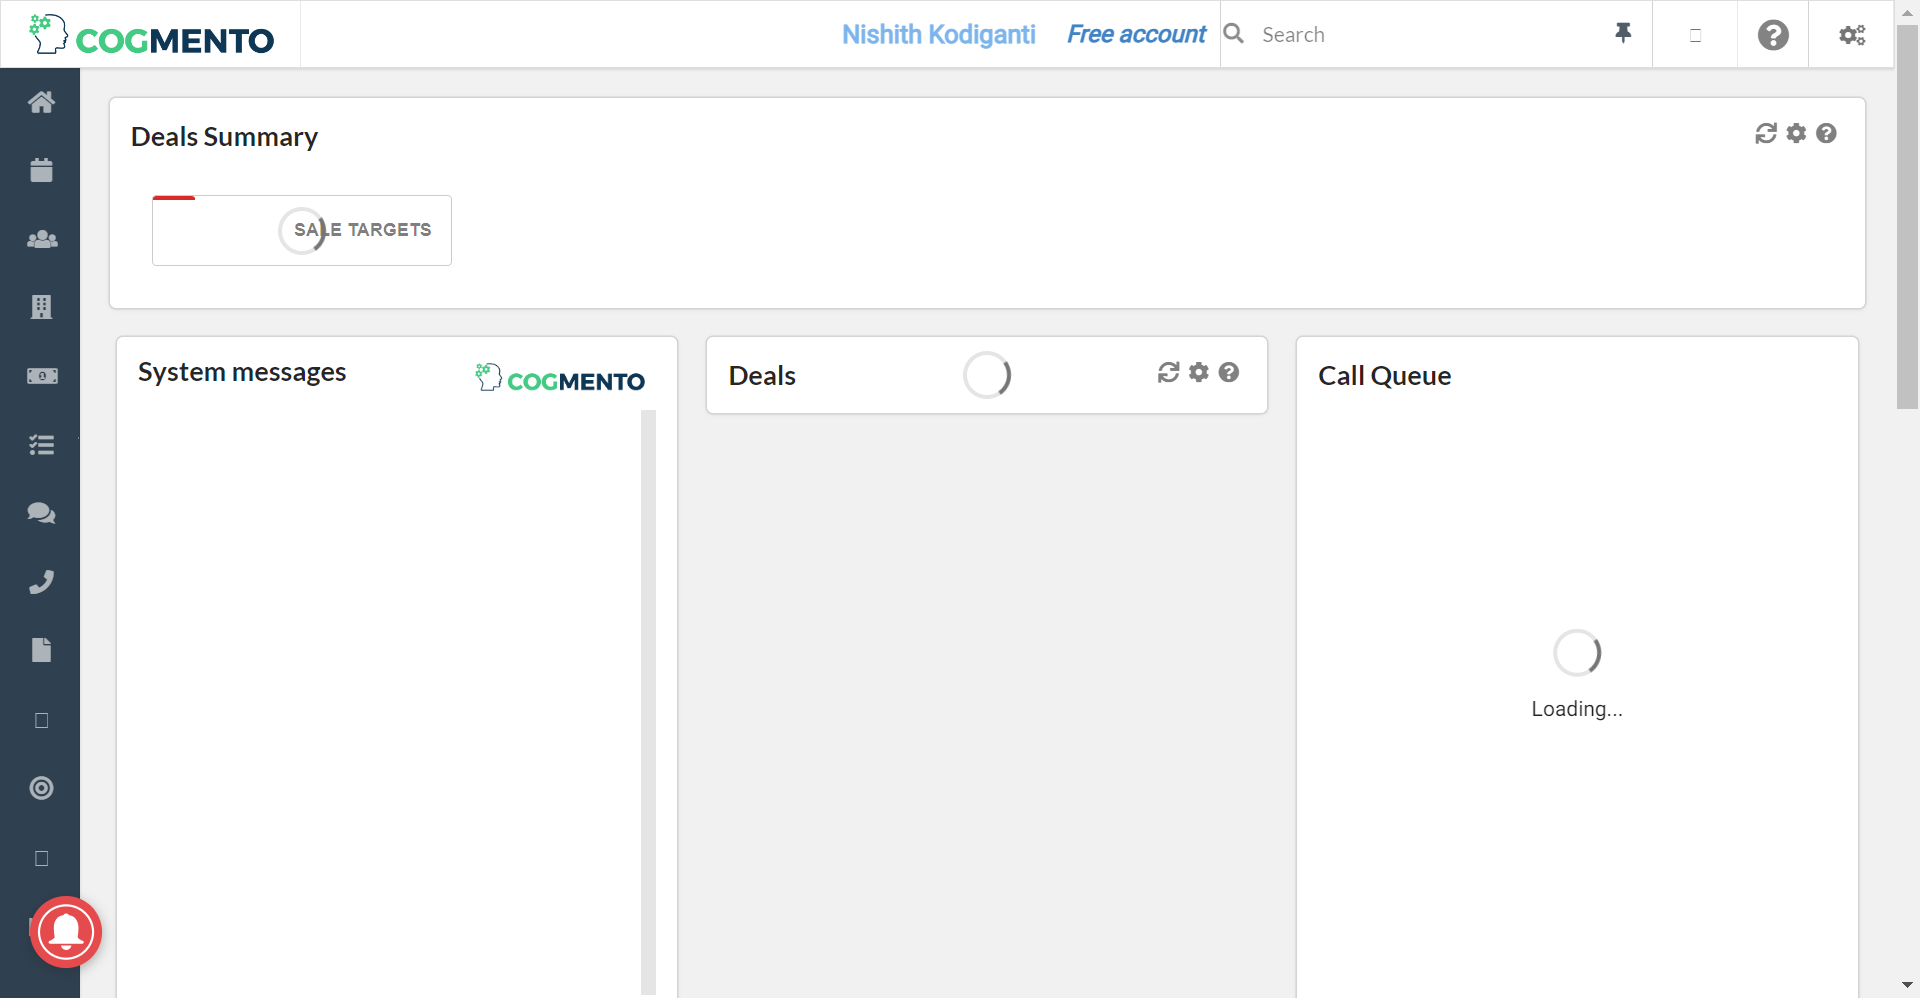 COGMENTO
Nishith Kodiganti
Free account
Search
Deals Summary
SALE TARGETS
System messages
COGMENTO
Deals
Call Queue
Loading...